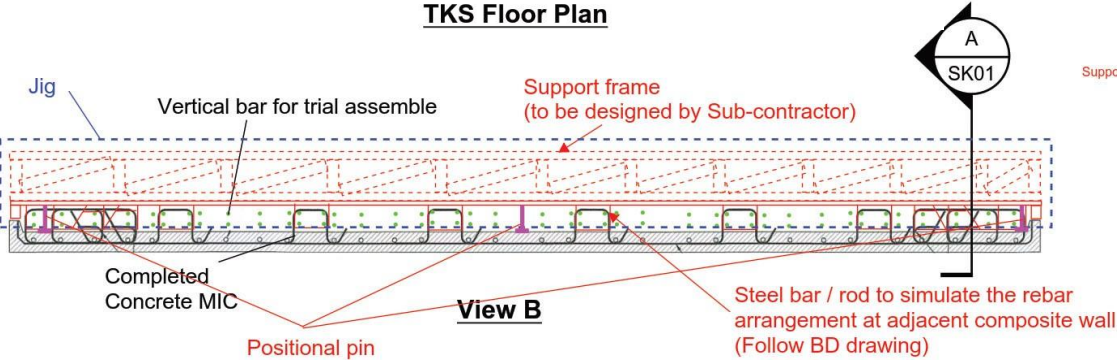 TKS Floor Plan
A
SK01
Jig
Vertical bar for trial assemble
Support frame
(to be designed by Sub-contractor)
Completed
Concrete MIC
View B
Positional pin
Steel bar / rod to simulate the rebar
arrangement at adjacent composite wall
(Follow BD drawing)